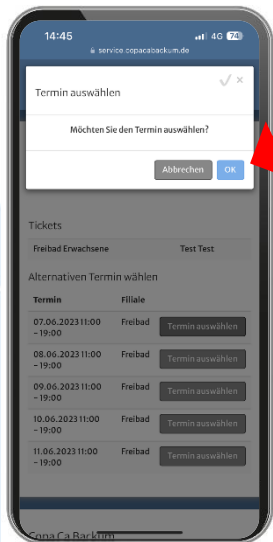 14:45
4G 74
service.copacabackum.de
Termin auswählen
Möchten Sie den Termin auswählen?
Abbrechen OK
Tickets
Freibad Erwachsene Test Test
Alternativen Termin wählen
Termin Filiale
07.06.2023 11:00 Freibad Termin auswählen
– 19:00
08.06.2023 11:00 Freibad Termin auswählen
– 19:00
09.06.2023 11:00 Freibad Termin auswählen
– 19:00
10.06.2023 11:00 Freibad Termin auswählen
– 19:00
11.06.2023 11:00 Freibad Termin auswählen
– 19:00
Copa Ca Backum